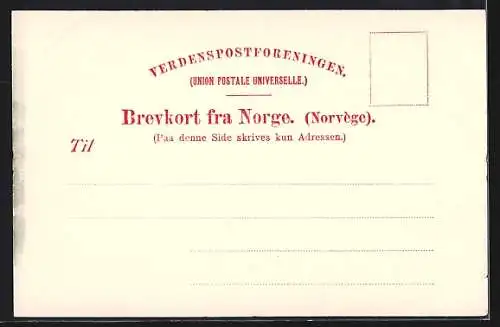 VERDENSPOSTFORENINGEN.
(UNION POSTALE UNIVERSELLE.)
Brevkort fra Norge. (Norvège).
(Paa denne Side skrives kun Adressen.)
Til